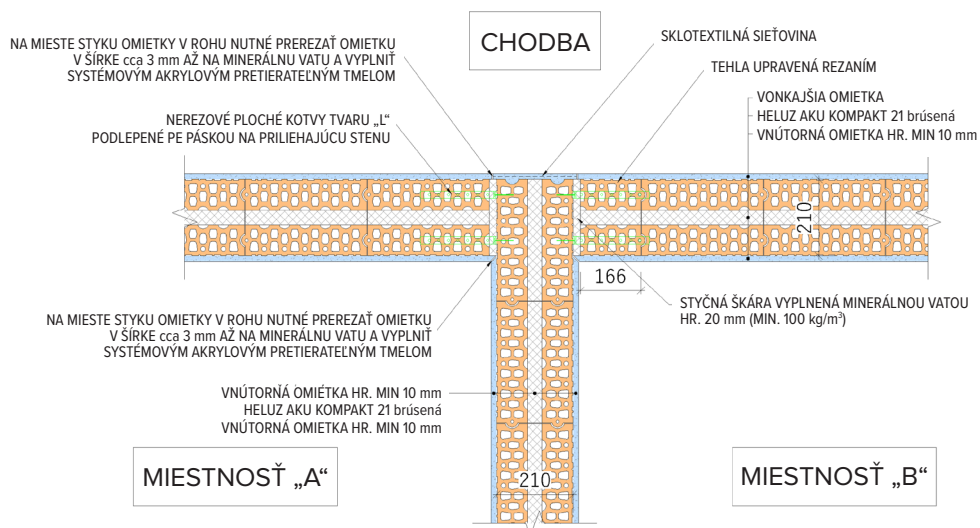 NA MIESTE STYKU OMIETKY V ROHU NUTNÉ PREREZAŤ OMIETKU
V ŠÍRKE cca 3 mm AŽ NA MINERÁLNU VATU A VYPLNIŤ
SYSTÉMOVÝM AKRYLOVÝM PRETIERATEĽNÝM TMELOM
CHODBA
SKLOTEXTILNÁ SIEŤOVINA
TEHLA UPRAVENÁ REZANÍM
NEREZOVÉ PLOCHÉ KOTVY TVARU „L“
PODLEPENÉ PE PÁSKOU NA PRILIEHAJÚCU STENU
VONKAJŠIA OMIETKA
HELUZ AKU KOMPAKT 21 brúsená
VNÚTORNÁ OMIETKA HR. MIN 10 mm
210
166
STYČNÁ ŠKÁRA VYPLNENÁ MINERÁLNOU VATOU
HR. 20 mm (MIN. 100 kg/m³)
NA MIESTE STYKU OMIETKY V ROHU NUTNÉ PREREZAŤ OMIETKU
V ŠÍRKE cca 3 mm AŽ NA MINERÁLNU VATU A VYPLNIŤ
SYSTÉMOVÝM AKRYLOVÝM PRETIERATEĽNÝM TMELOM
VNÚTORŇÁ OMIÉTKA HR. MIN 10 mm
HELUZ AKU KOMPAKT 21 brúsená
VNÚTORNÁ OMIETKA HR. MIN 10 mm
MIESTNOSŤ „A“
210
MIESTNOSŤ „B“